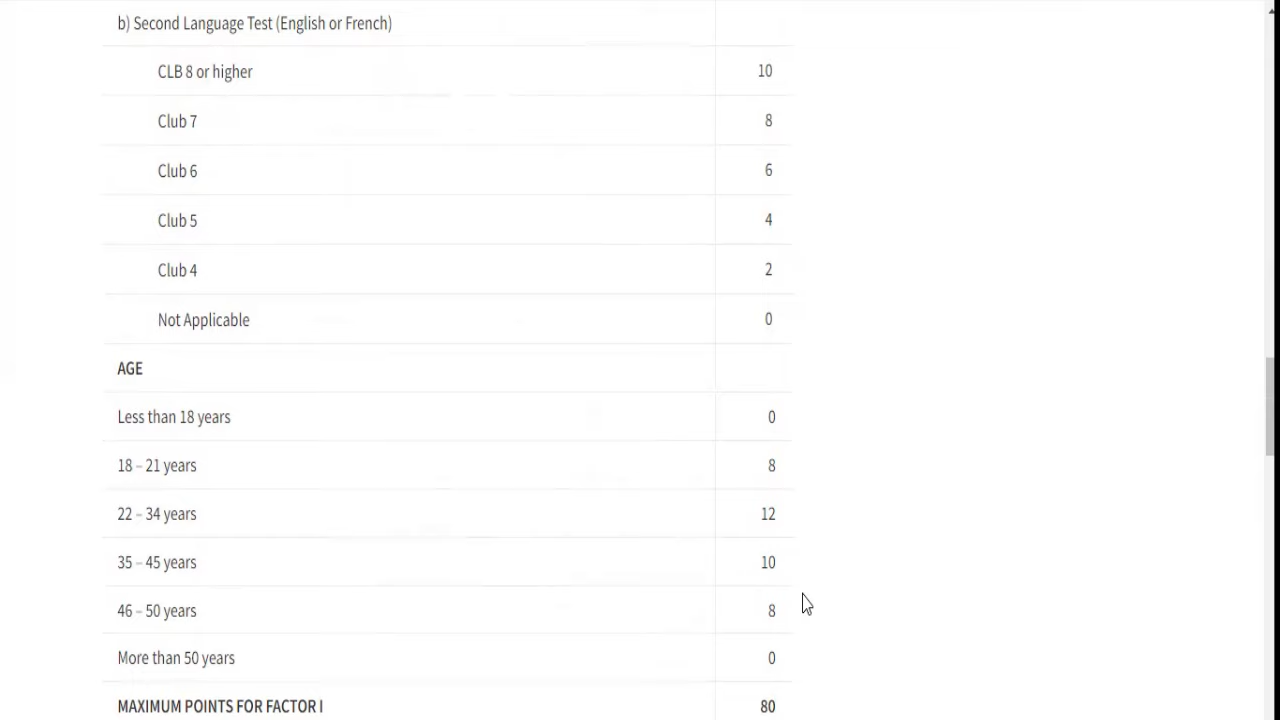 b) Second Language Test (English or French)
CLB 8 or higher 10
Club 7 8
Club 6 6
Club 5 4
Club 4 2
Not Applicable 0
AGE
Less than 18 years 0
18 – 21 years 8
22 – 34 years 12
35 – 45 years 10
46 – 50 years 8
More than 50 years 0
MAXIMUM POINTS FOR FACTOR I 80